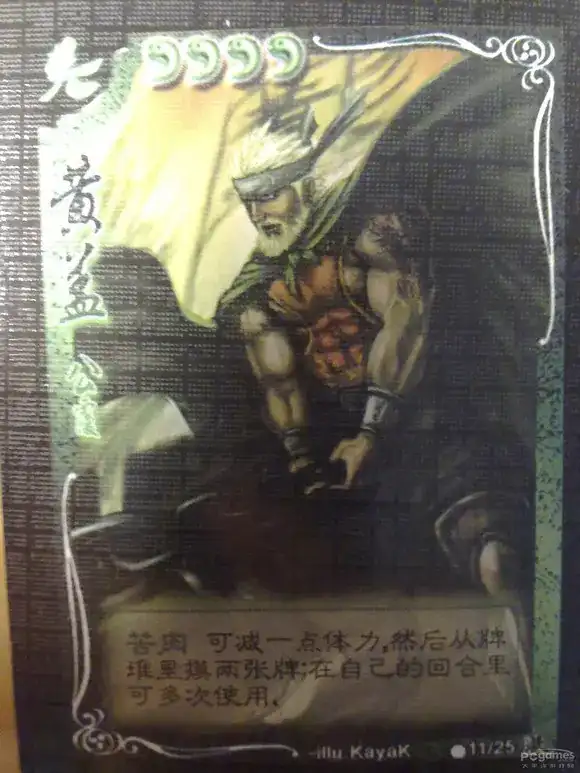 黄盖
苦肉 可减一点体力,然后从牌
堆里摸两张牌;在自己的回合里
可多次使用。
-illu. KayaK
11/25
PCgames